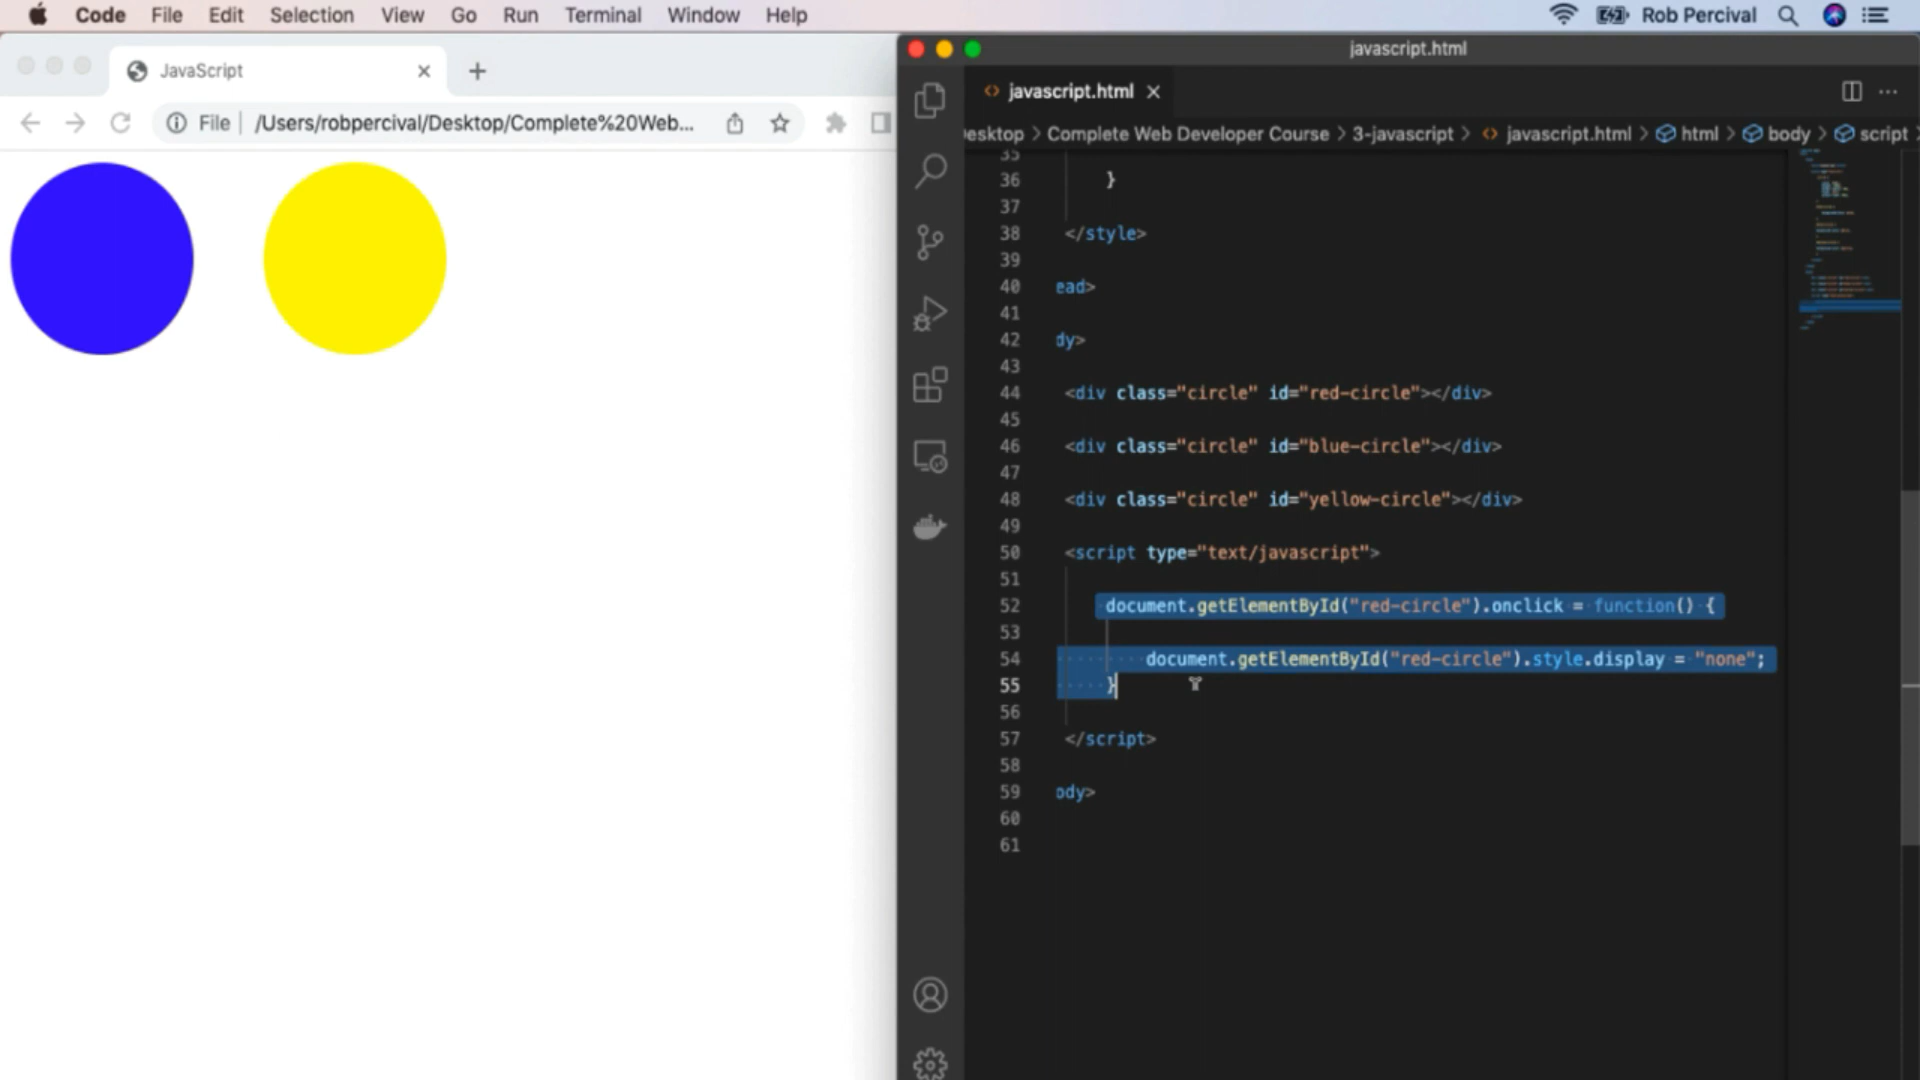 Code File Edit Selection View Go Run Terminal Window Help Rob Percival
JavaScript
File /Users/robpercival/Desktop/Complete%20Web...
javascript.html
javascript.html
esktop > Complete Web Developer Course > 3-javascript > javascript.html > html > body > script
35
36 }
37
38 </style>
39
40 ead>
41
42 dy>
43
44 <div class="circle" id="red-circle"></div>
45
46 <div class="circle" id="blue-circle"></div>
47
48 <div class="circle" id="yellow-circle"></div>
49
50 <script type="text/javascript">
51
52 document.getElementById("red-circle").onclick = function() {
53
54 document.getElementById("red-circle").style.display = "none";
55 }
56
57 </script>
58
59 ody>
60
61